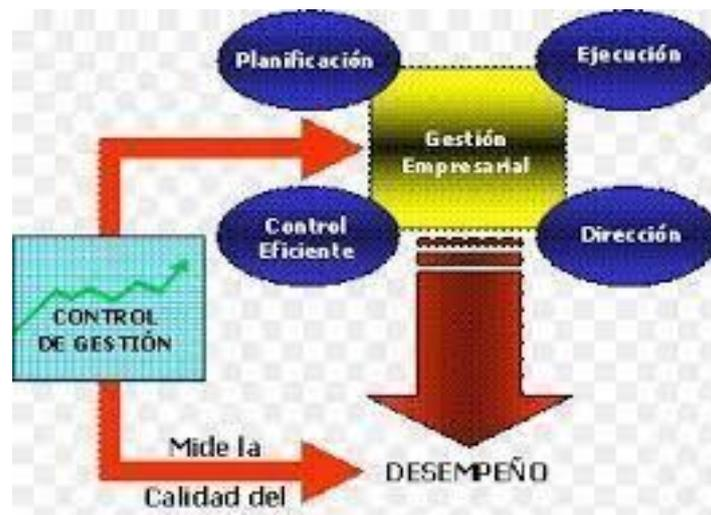 Planificación
Ejecución
Gestión
Empresarial
Control
Eficiente
Dirección
CONTROL
DE GESTIÓN
Mide la
Calidad del
DESEMPEÑO